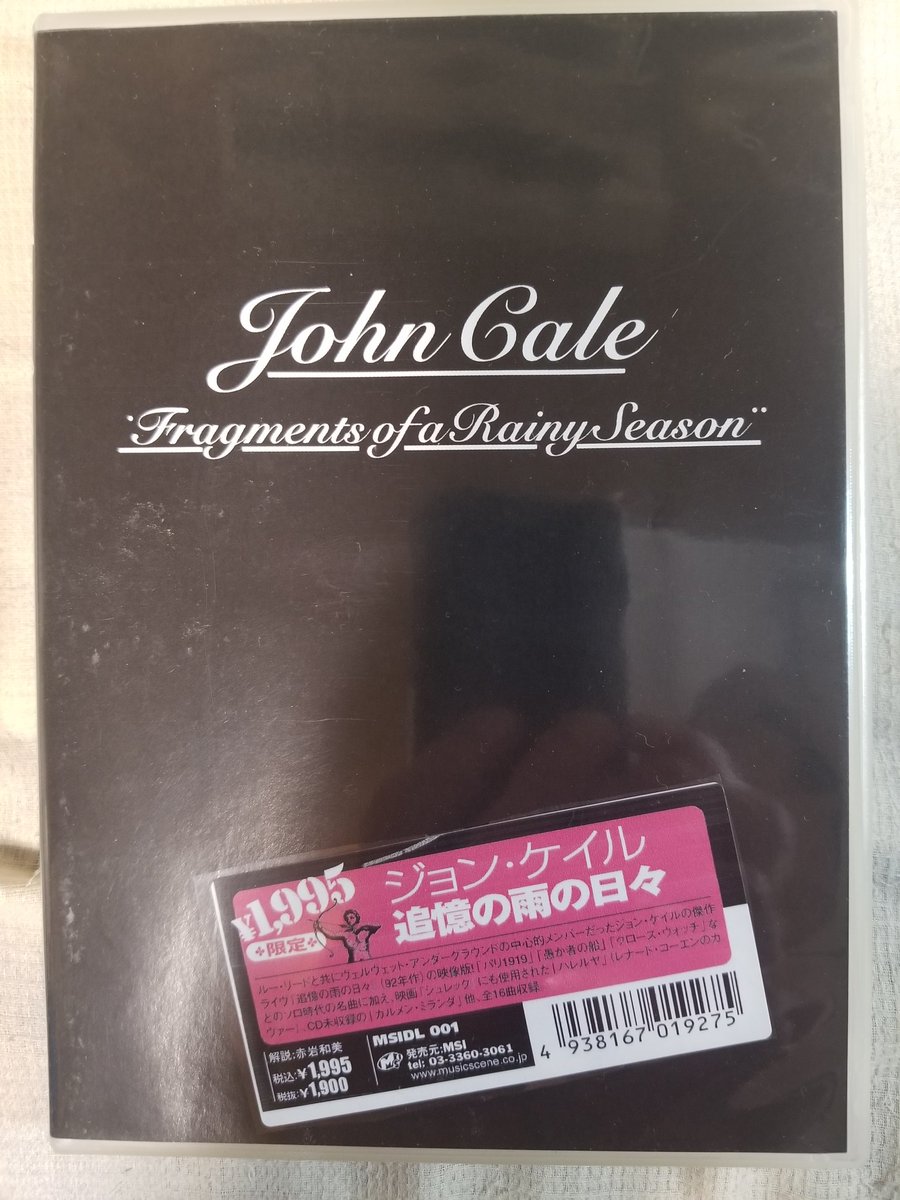 John Cale
"Fragments of a Rainy Season"
¥1,995
限定
ジョン・ケイル
追憶の雨の日々
ルー・リードと共にヴェルヴェット・アンダーグラウンドの中心的メンバーだったジョン・ケイルの傑作
ライヴ「追憶の雨の日々」(92年作)の映像版!「パリ1919」「愚か者の船」「クロース・ウォッチ」な
どのソロ時代の名曲に加え、映画「シュレック」にも使用された「ハレルヤ」(レナード・コーエンのカ
ヴァー)、CD未収録の「カルメン・ミランダ」他、全16曲収録
解説:赤岩和美
税込:¥1,995
税抜:¥1,900
MSIDL 001
発売元:MSI
tel: 03-3360-3061
www.musicscene.co.jp
4 938167 019275